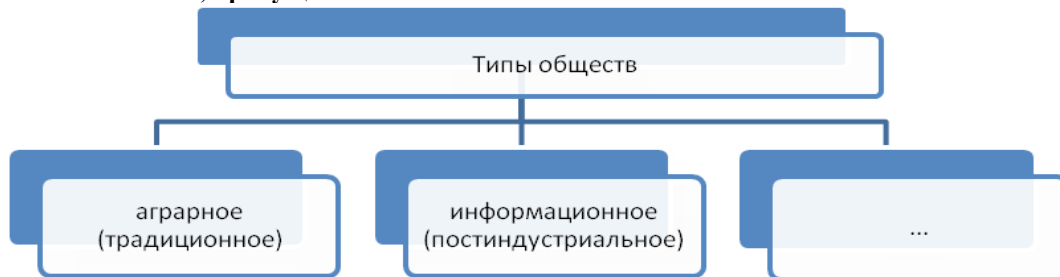 Типы обществ
аграрное
(традиционное)
информационное
(постиндустриальное)
...